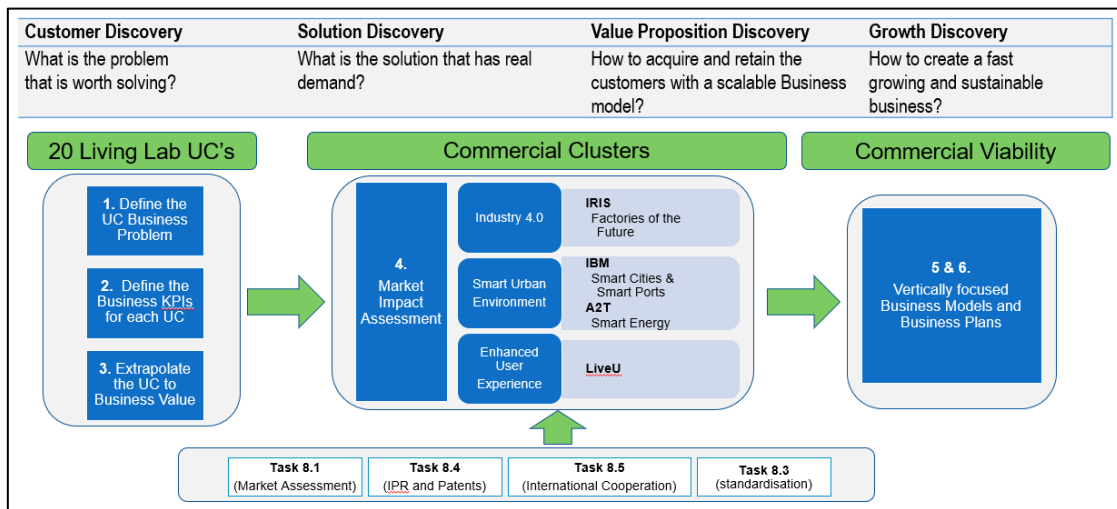 Customer Discovery
What is the problem
that is worth solving?
Solution Discovery
What is the solution that has real
demand?
Value Proposition Discovery
How to acquire and retain the
customers with a scalable Business
model?
Growth Discovery
How to create a fast
growing and sustainable
business?
20 Living Lab UC's
Commercial Clusters
Commercial Viability
1. Define the
UC Business
Problem
2. Define the
Business KPIs
for each UC
3. Extrapolate
the UC to
Business Value
4.
Market
Impact
Assessment
Industry 4.0
IRIS
Factories of the
Future
Smart Urban
Environment
IBM
Smart Cities &
Smart Ports
A2T
Smart Energy
Enhanced
User
Experience
LiveU
5 & 6.
Vertically focused
Business Models and
Business Plans
Task 8.1
(Market Assessment)
Task 8.4
(IPR and Patents)
Task 8.5
(International Cooperation)
Task 8.3
(standardisation)